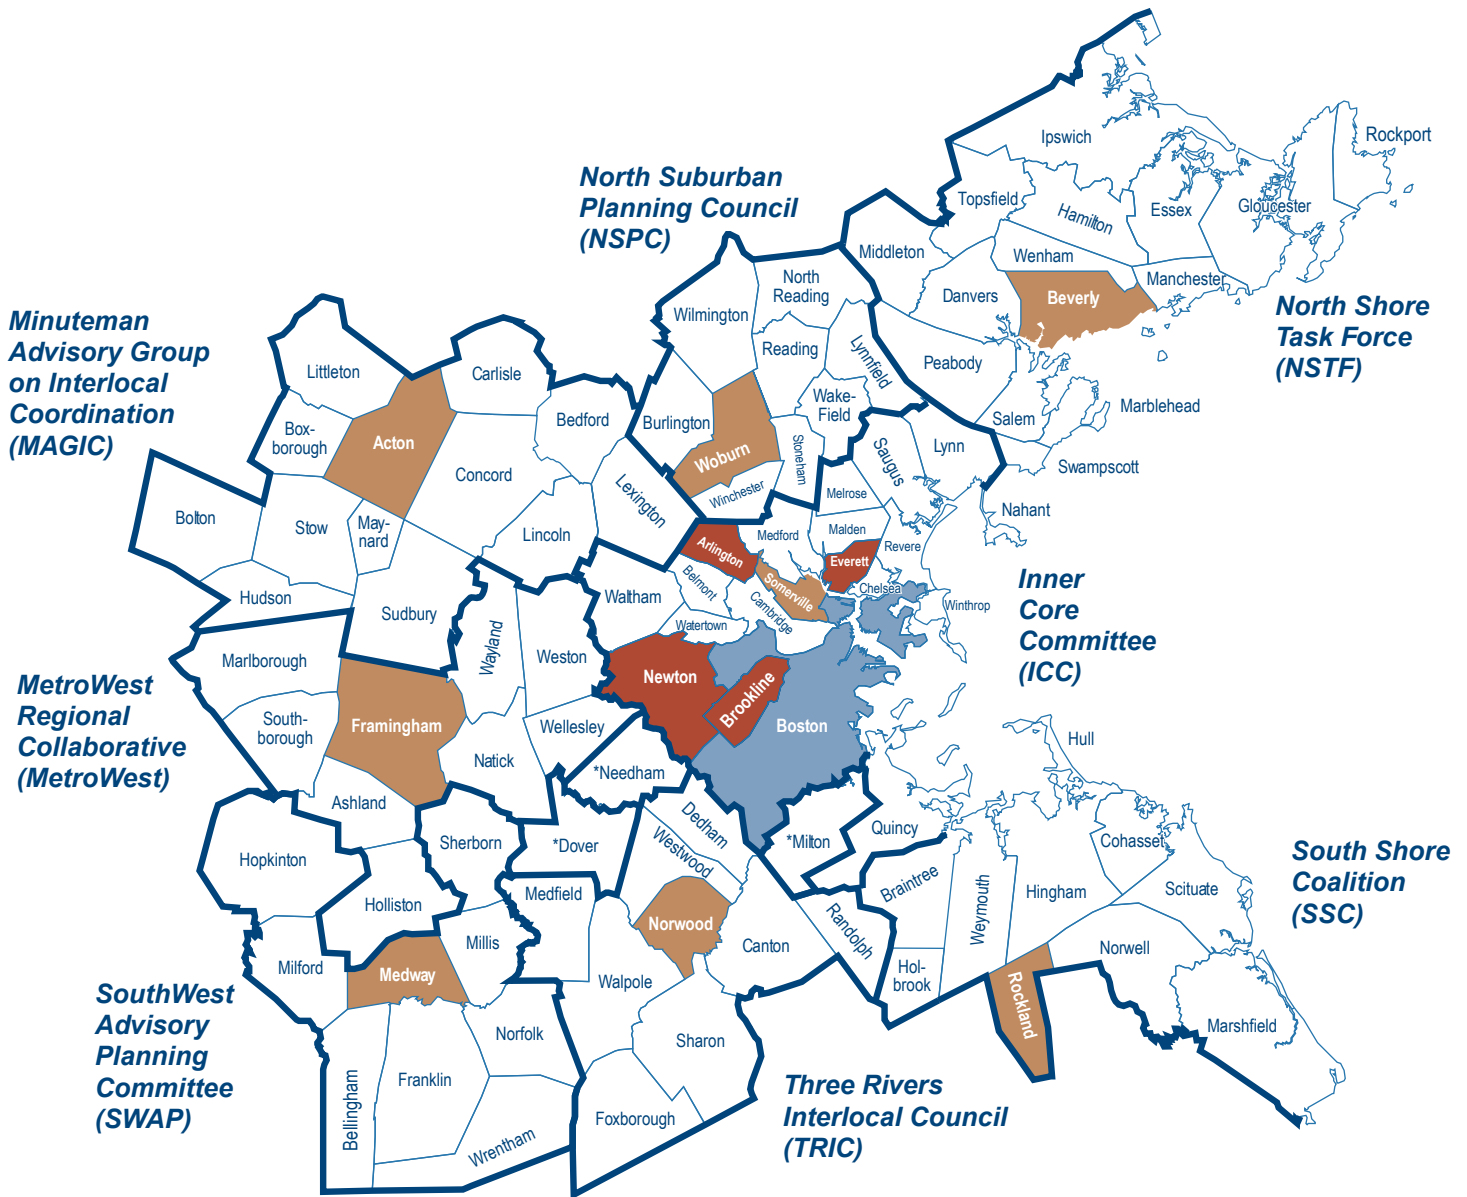 Ipswich
Rockport
North Suburban
Planning Council
(NSPC)
Topsfield
Hamilton
Essex
Gloucester
Middleton
Wenham
Manchester
North
Reading
Danvers
Beverly
North Shore
Task Force
(NSTF)
Minuteman
Advisory Group
on Interlocal
Coordination
(MAGIC)
Wilmington
Reading
Lynnfield
Peabody
Littleton
Carlisle
Wake-
Field
Marblehead
Salem
Box-
borough
Acton
Bedford
Burlington
Woburn
Stoneham
Saugus
Lynn
Swampscott
Concord
Lexington
Winchester
Melrose
Nahant
Bolton
Stow
May-
nard
Lincoln
Arlington
Medford
Malden
Revere
Everett
Belmont
Somerville
Chelsea
Inner
Core
Committee
(ICC)
Hudson
Sudbury
Waltham
Cambridge
Winthrop
Watertown
Wayland
Weston
Marlborough
Newton
Brookline
MetroWest
Regional
Collaborative
(MetroWest)
South-
borough
Framingham
Wellesley
Boston
Natick
*Needham
Hull
Ashland
Sherborn
Dedham
Westwood
*Milton
Quincy
Cohasset
Hopkinton
*Dover
South Shore
Coalition
(SSC)
Medfield
Braintree
Weymouth
Hingham
Scituate
Holliston
Norwood
Canton
Randolph
Norwell
Millis
Milford
Medway
Walpole
Hol-
brook
Rockland
SouthWest
Advisory
Planning
Committee
(SWAP)
Norfolk
Sharon
Marshfield
Franklin
Bellingham
Wrentham
Foxborough
Three Rivers
Interlocal Council
(TRIC)